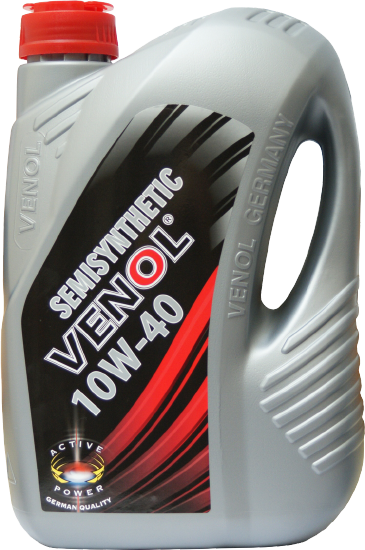 VENOL
VENOL GERMANY
SEMISYNTHETIC
VENOL®
10W-40
ACTIVE
POWER
GERMAN QUALITY